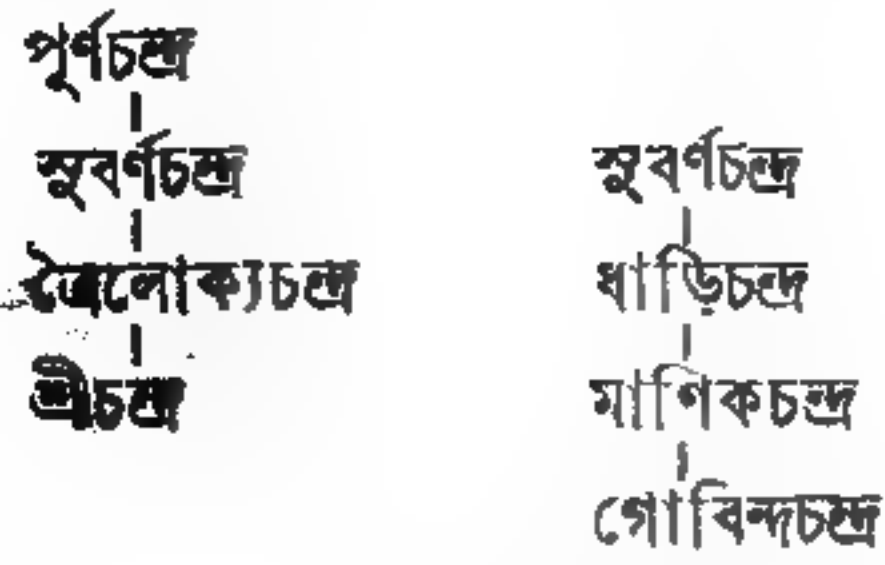 পূর্ণচন্দ্র
সুবর্ণচন্দ্র
ত্রৈলোক্যচন্দ্র
শ্রীচন্দ্র
সুবর্ণচন্দ্র
ধাড়িচন্দ্র
মাণিকচন্দ্র
গোবিন্দচন্দ্র